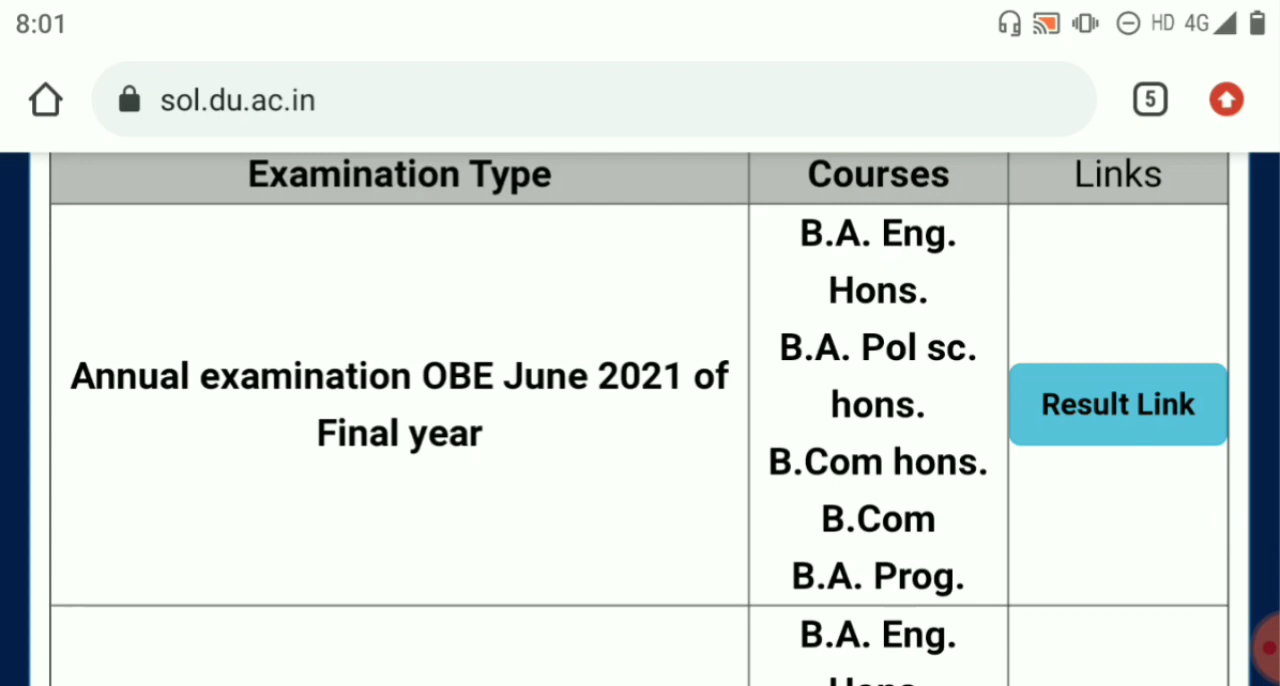 8:01
HD 4G
sol.du.ac.in
5
Examination Type
Courses
Links
Annual examination OBE June 2021 of
Final year
B.A. Eng.
Hons.
B.A. Pol sc.
hons.
B.Com hons.
B.Com
B.A. Prog.
Result Link
B.A. Eng.